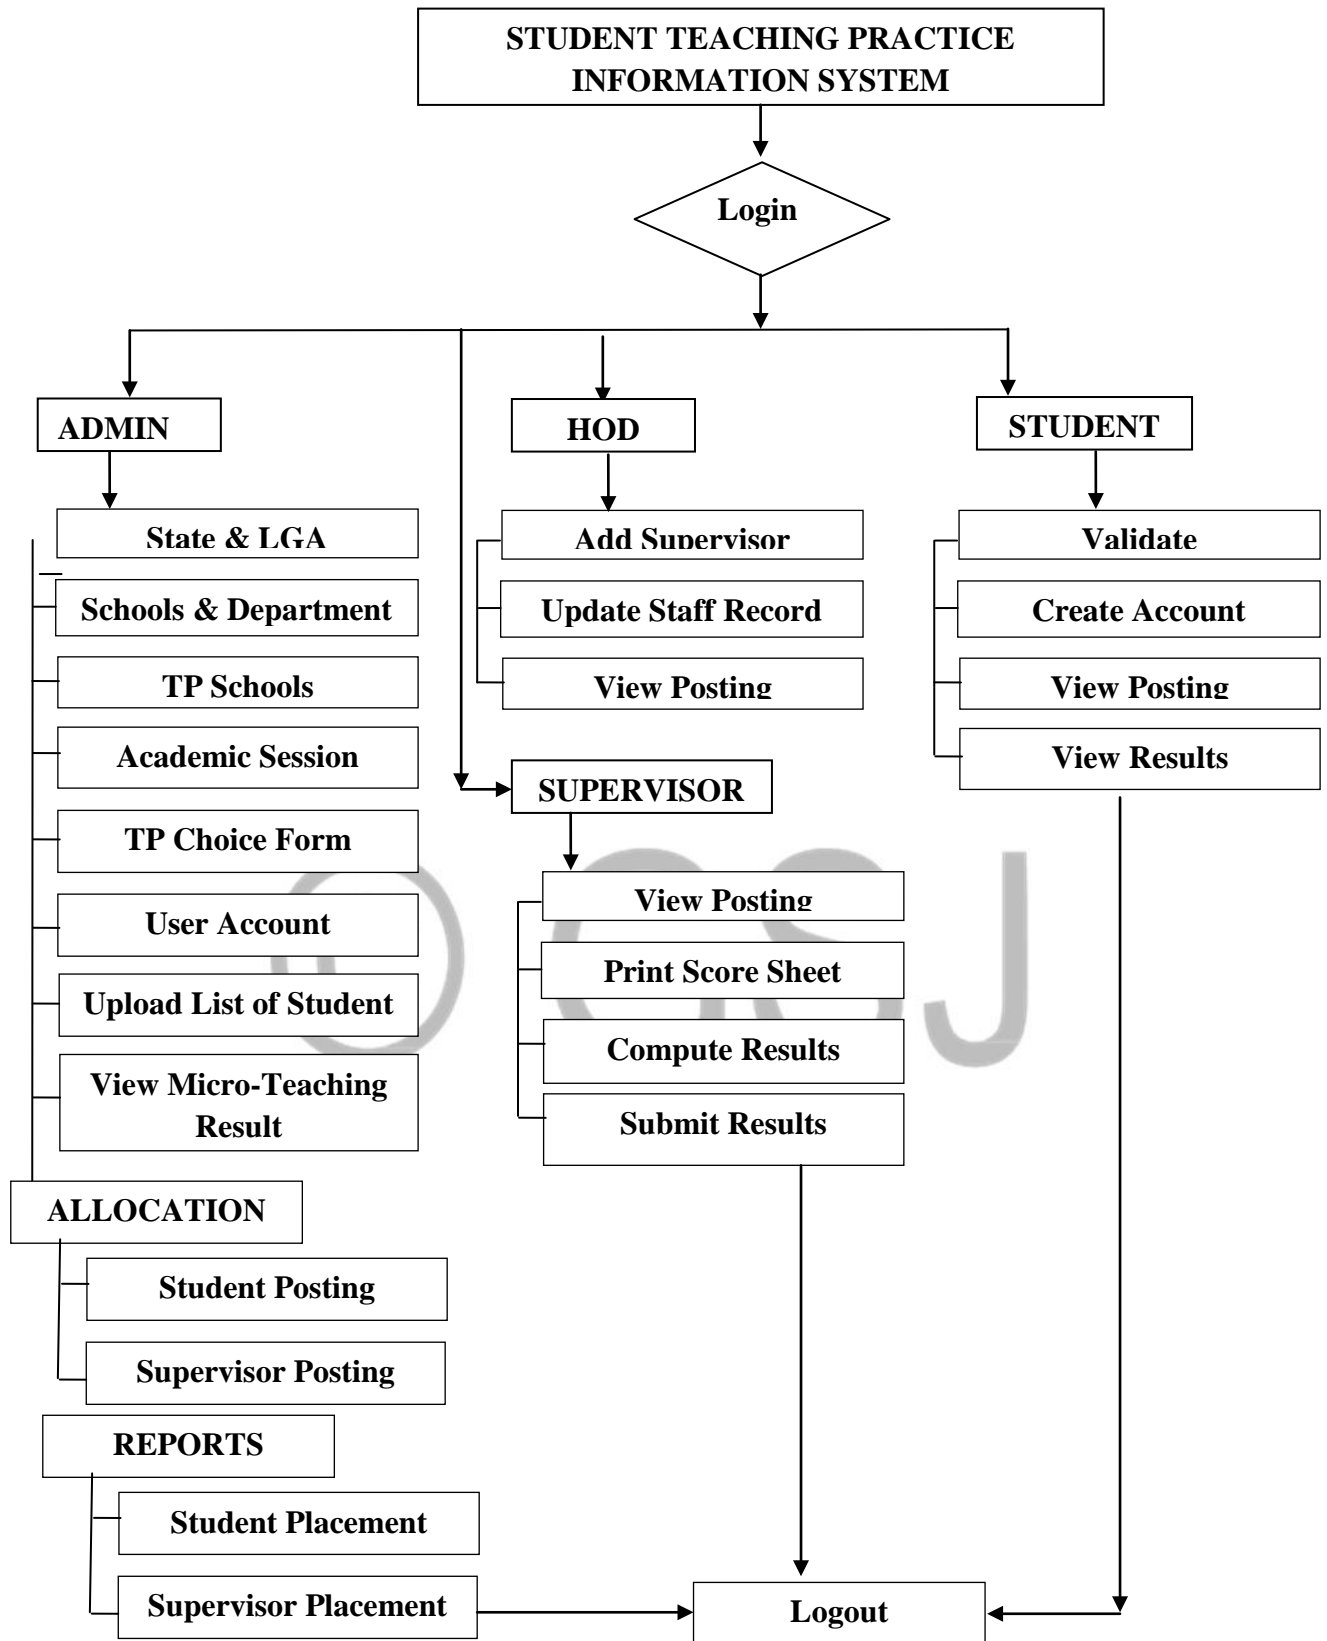 STUDENT TEACHING PRACTICE
INFORMATION SYSTEM
Login
ADMIN
HOD
STUDENT
State & LGA
Schools & Department
TP Schools
Academic Session
TP Choice Form
User Account
Upload List of Student
View Micro-Teaching
Result
ALLOCATION
Student Posting
Supervisor Posting
REPORTS
Student Placement
Supervisor Placement
Add Supervisor
Update Staff Record
View Posting
SUPERVISOR
View Posting
Print Score Sheet
Compute Results
Submit Results
Validate
Create Account
View Posting
View Results
Logout
© GSJ